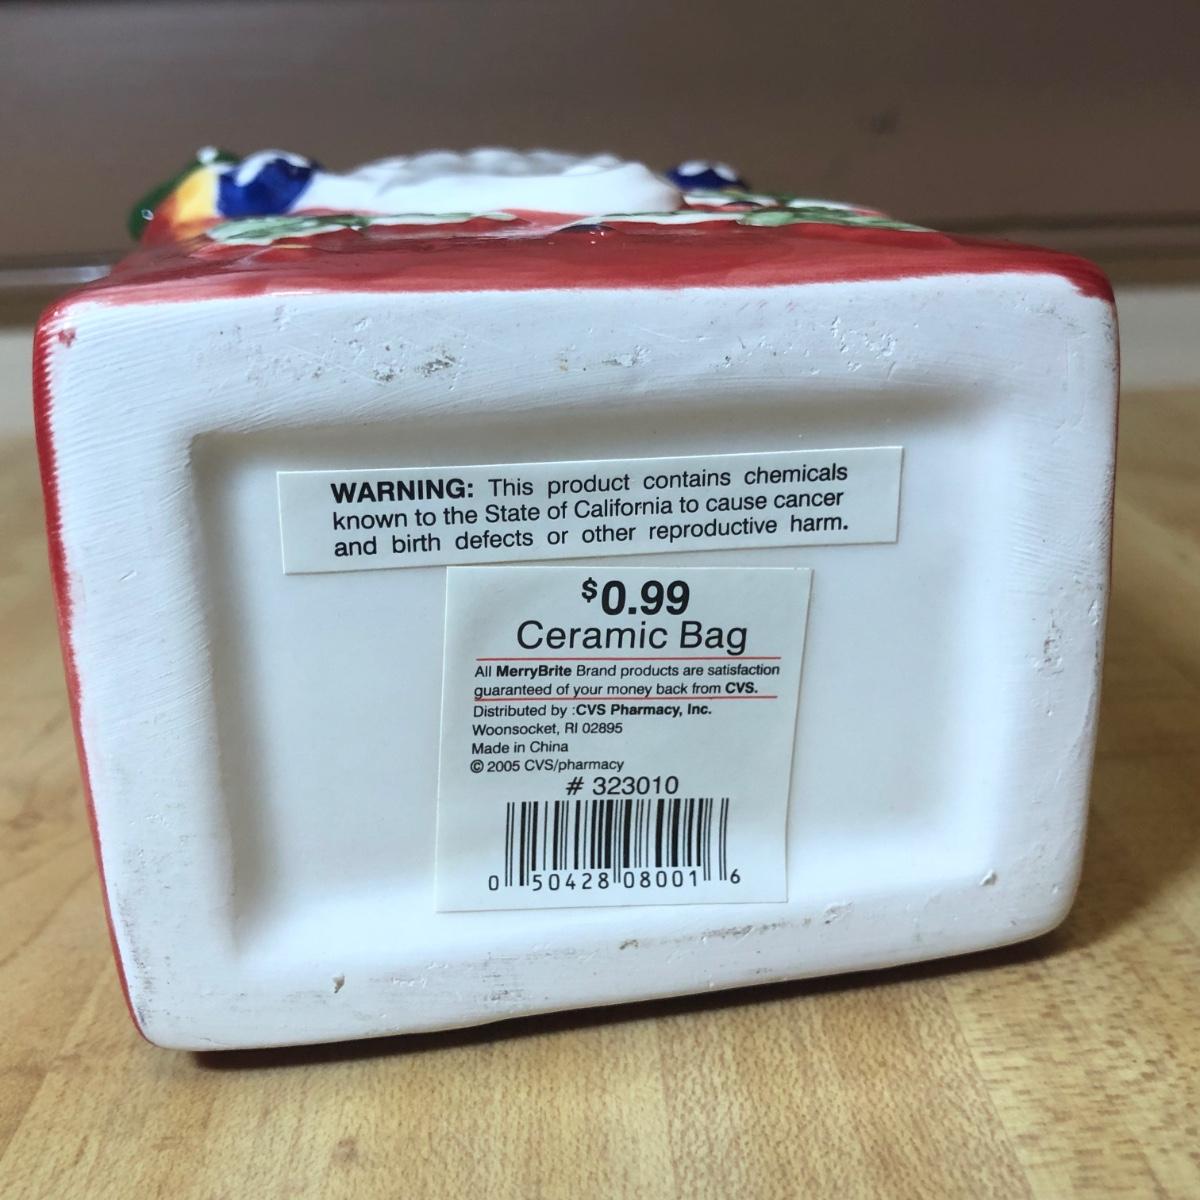 WARNING: This product contains chemicals
known to the State of California to cause cancer
and birth defects or other reproductive harm.
$0.99
Ceramic Bag
All MerryBrite Brand products are satisfaction
guaranteed of your money back from CVS.
Distributed by :CVS Pharmacy, Inc.
Woonsocket, RI 02895
Made in China
© 2005 CVS/pharmacy
# 323010
0 50428 08001 6